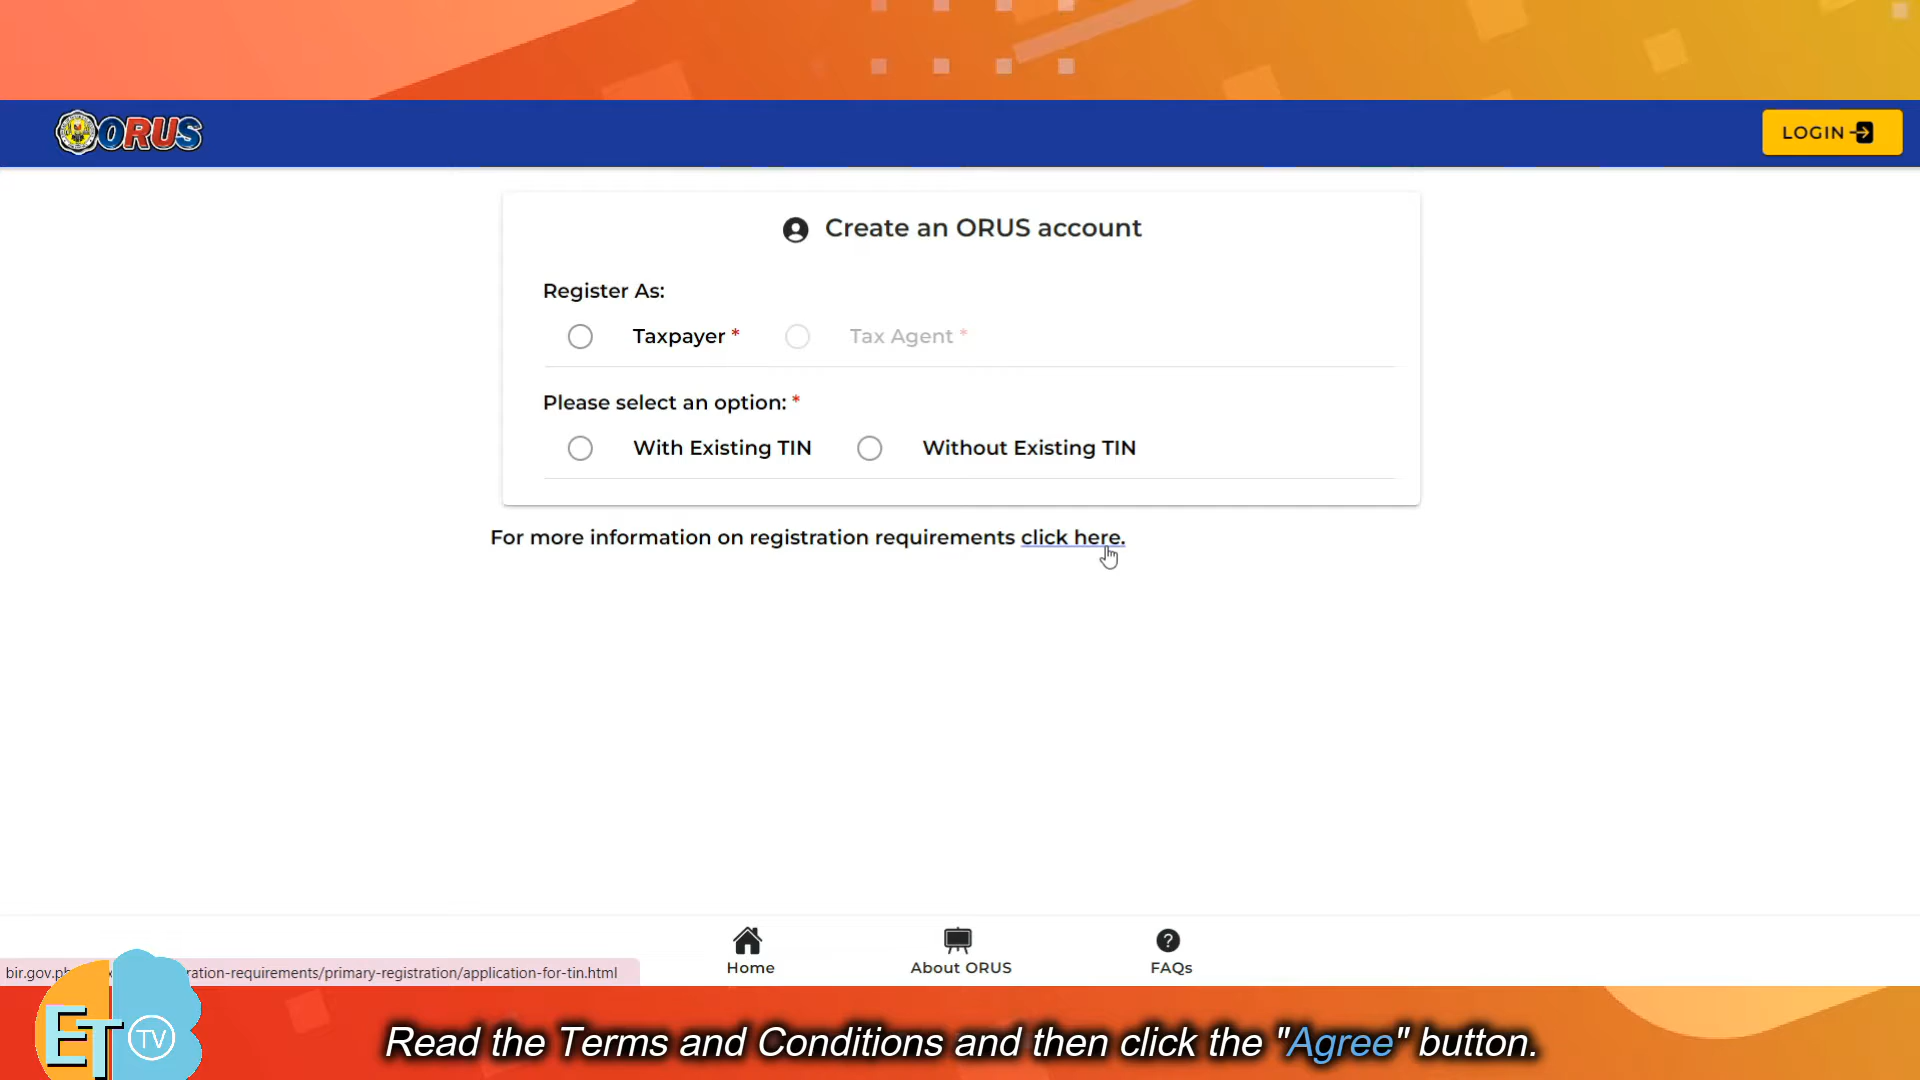 ORUS
LOGIN
Create an ORUS account
Register As:
Taxpayer * Tax Agent *
Please select an option: *
With Existing TIN Without Existing TIN
For more information on registration requirements click here.
Home About ORUS FAQs
bir.gov.ph ration-requirements/primary-registration/application-for-tin.html
ET TV
Read the Terms and Conditions and then click the "Agree" button.